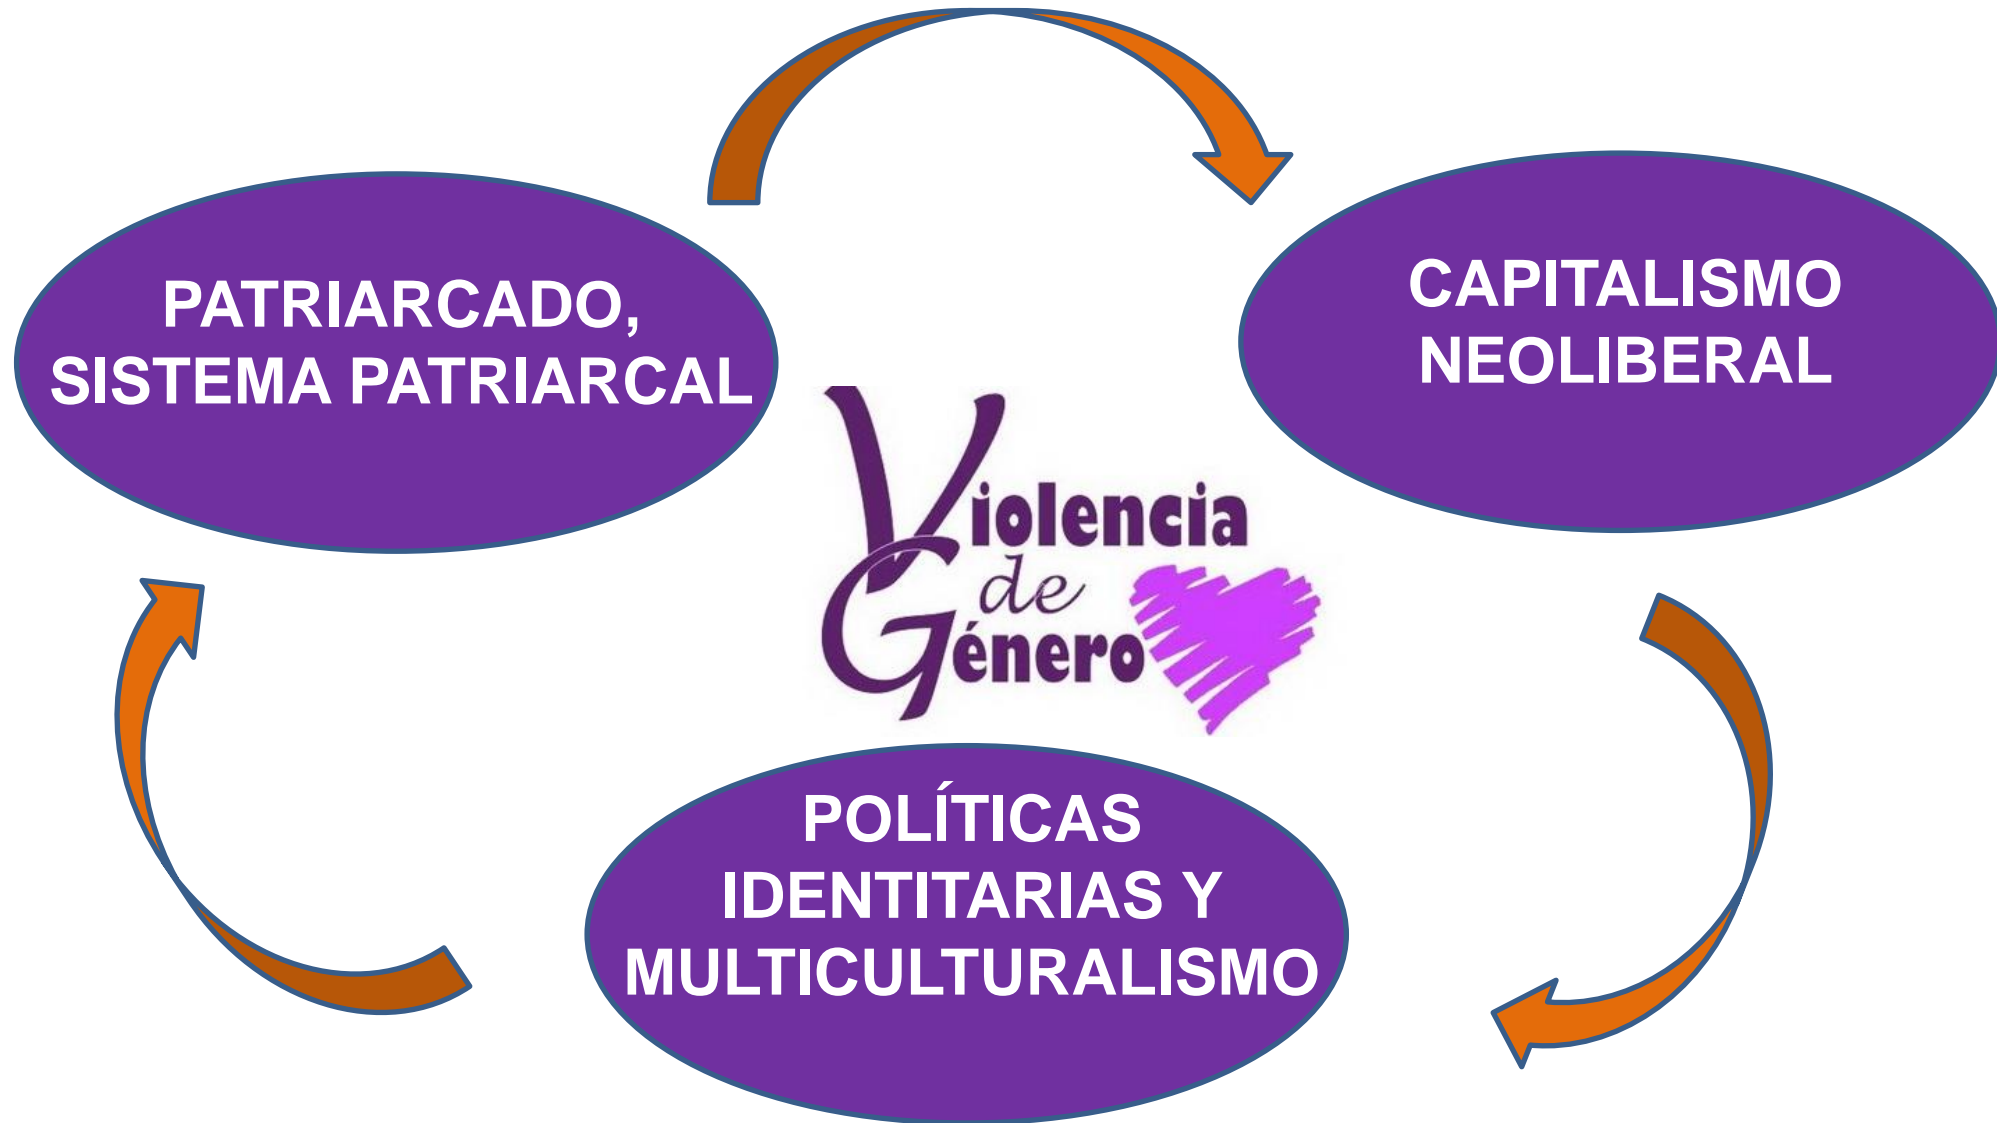 PATRIARCADO,
SISTEMA PATRIARCAL
CAPITALISMO
NEOLIBERAL
Violencia
de
Género
POLÍTICAS
IDENTITARIAS Y
MULTICULTURALISMO